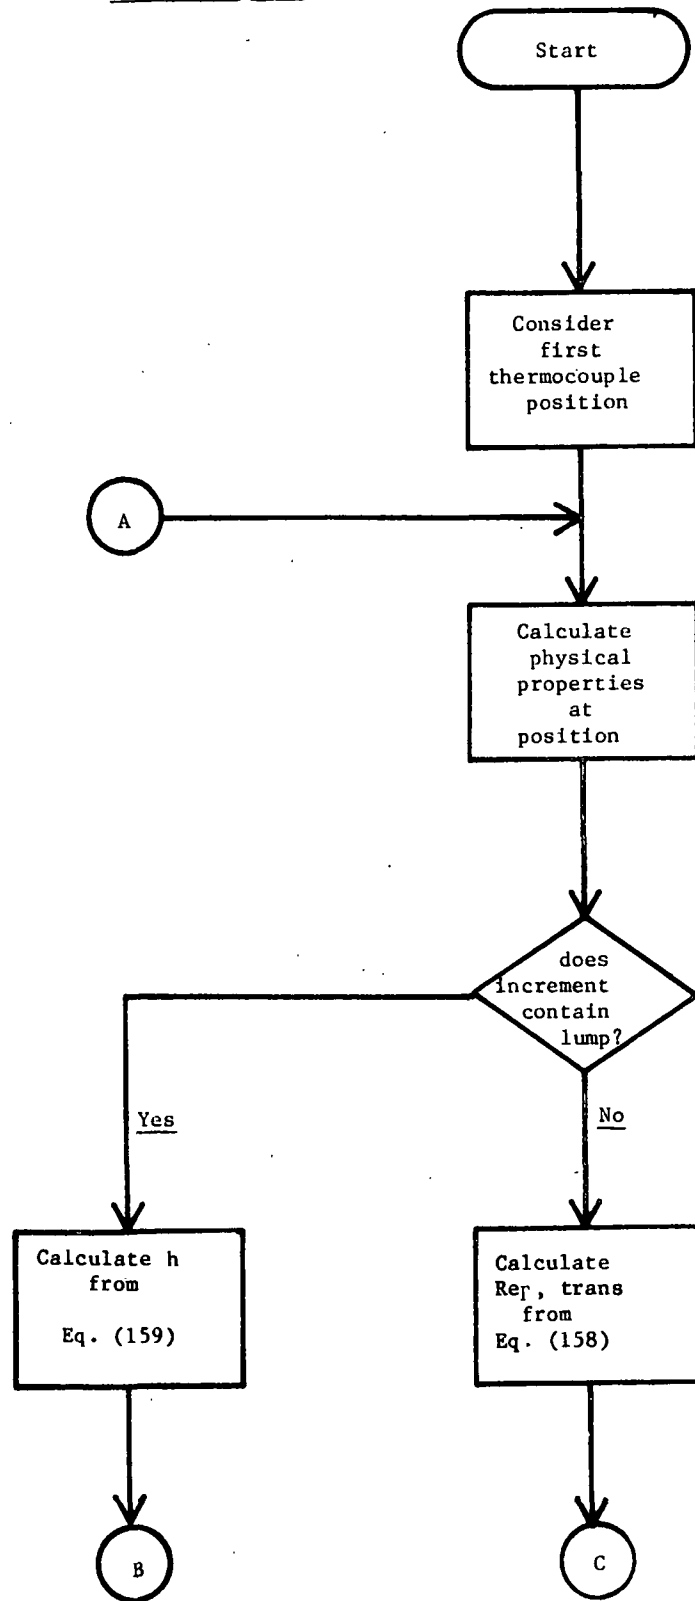 Start
Consider
first
thermocouple
position
A
Calculate
physical
properties
at
position
does
increment
contain
lump?
Yes
No
Calculate h
from
Eq. (159)
Calculate
ReΓ, trans
from
Eq. (158)
B
C